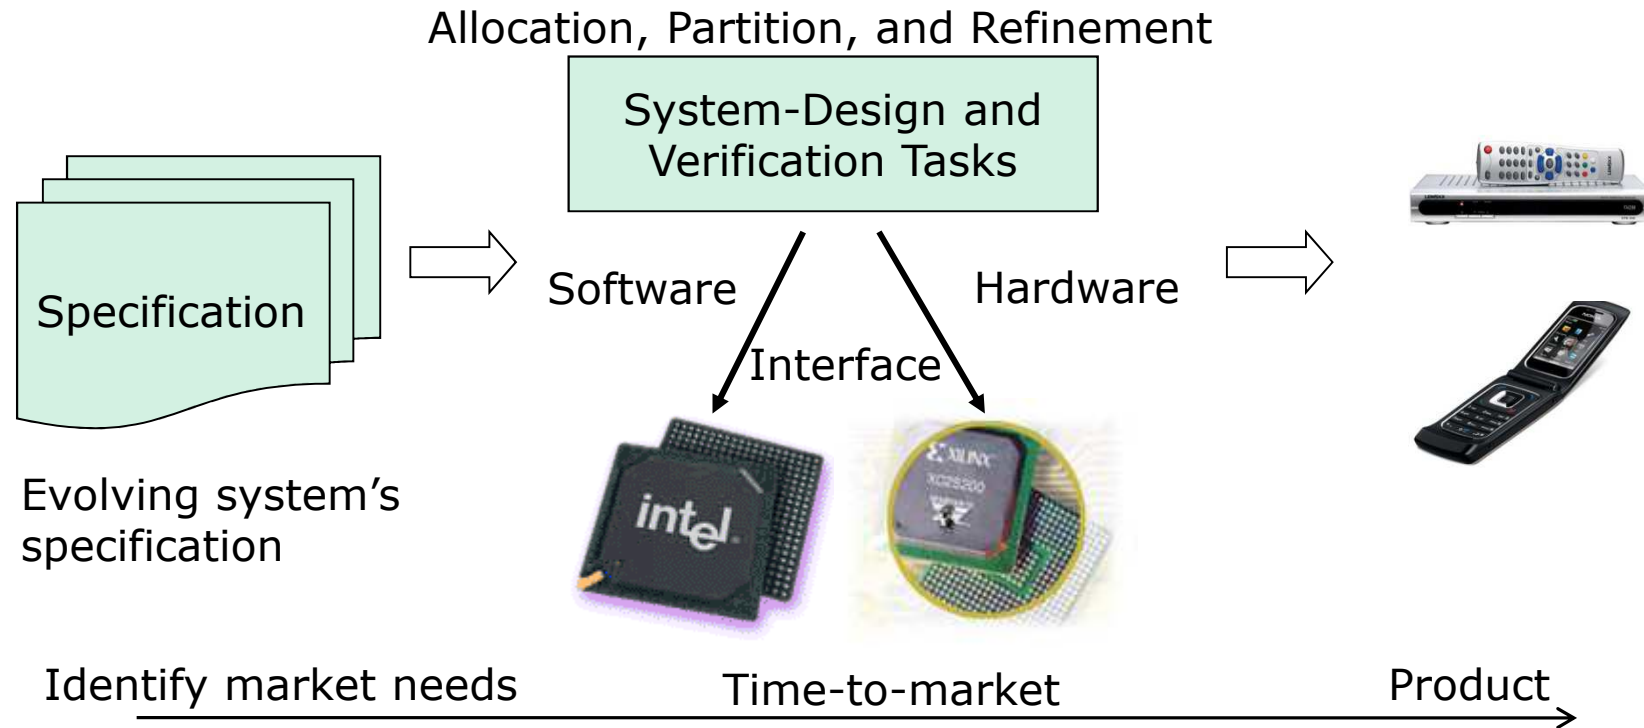 Allocation, Partition, and Refinement
System-Design and
Verification Tasks
Specification
Software
Hardware
Interface
intel
XILINX
Evolving system's
specification
Identify market needs
Time-to-market
Product